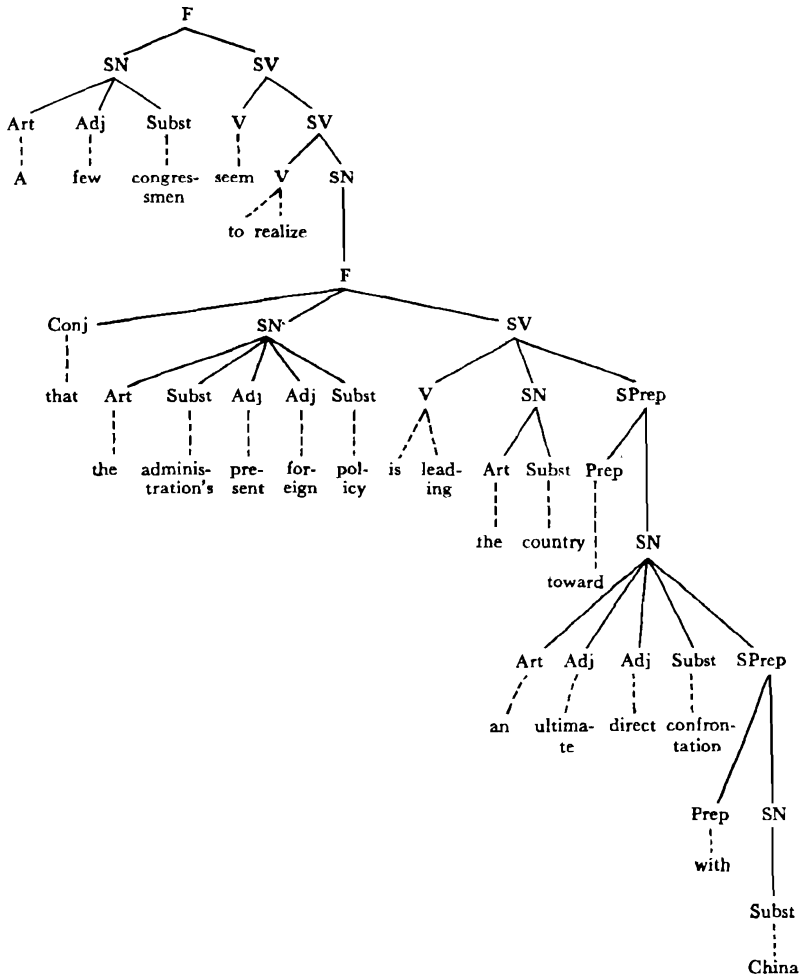 F
SN SV
Art Adj Subst V SV
A few congres- seem V SN
smen
to realize
F
Conj SN SV
that Art Subst Adj Adj Subst V SN SPrep
the adminis- pre- for- pol- is lead- Art Subst Prep
tration's sent eign icy ing
the country SN
toward
Art Adj Adj Subst SPrep
an ultima- direct confron-
te tation
Prep SN
with
Subst
China